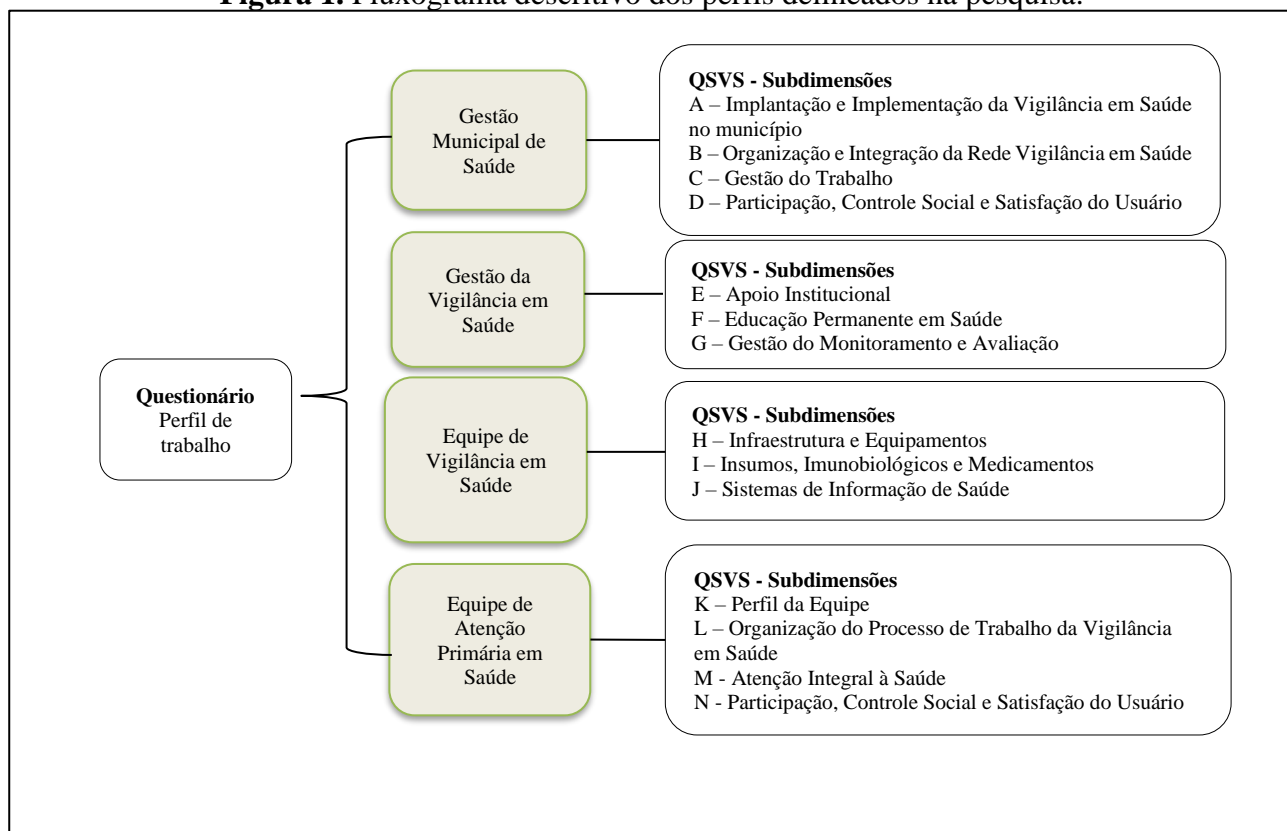 Figura 1. Fluxograma descritivo dos perfis delineados na pesquisa.
Questionário
Perfil de
trabalho
Gestão
Municipal de
Saúde
QSVS - Subdimensões
A – Implantação e Implementação da Vigilância em Saúde
no município
B – Organização e Integração da Rede Vigilância em Saúde
C – Gestão do Trabalho
D – Participação, Controle Social e Satisfação do Usuário
Gestão da
Vigilância em
Saúde
QSVS - Subdimensões
E – Apoio Institucional
F – Educação Permanente em Saúde
G – Gestão do Monitoramento e Avaliação
Equipe de
Vigilância em
Saúde
QSVS - Subdimensões
H – Infraestrutura e Equipamentos
I – Insumos, Imunobiológicos e Medicamentos
J – Sistemas de Informação de Saúde
Equipe de
Atenção
Primária em
Saúde
QSVS - Subdimensões
K – Perfil da Equipe
L – Organização do Processo de Trabalho da Vigilância
em Saúde
M - Atenção Integral à Saúde
N - Participação, Controle Social e Satisfação do Usuário